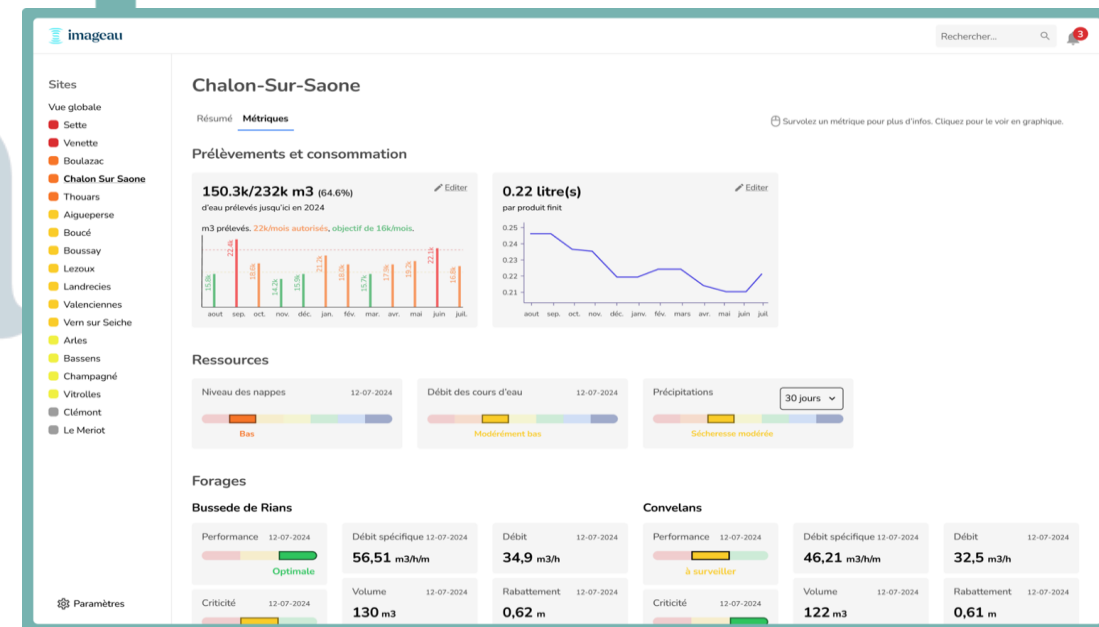 imageau
Rechercher...
3
Sites
Vue globale
Sette
Venette
Boulazac
Chalon Sur Saone
Thouars
Aigueperse
Boucé
Boussay
Lezoux
Landrecies
Valenciennes
Vern sur Seiche
Arles
Bassens
Champagné
Vitrolles
Clémont
Le Meriot
Paramètres
Chalon-Sur-Saone
Résumé Métriques
Survolez un métrique pour plus d'infos. Cliquez pour le voir en graphique.
Prélèvements et consommation
150.3k/232k m3 (64.6%)
Editer
d'eau prélevés jusqu'ici en 2024
m3 prélevés. 22k/mois autorisés, objectif de 16k/mois.
15.8k 22.4k 18.6k 14.2k 15.9k 21.2k 18.0k 15.7k 17.9k 19.2k 22.1k 16.8k
aout sep. oct. nov. déc. jan. fév. mar. avr. mai juin juil.
0.22 litre(s)
Editer
par produit finit
0.25
0.24
0.23
0.22
0.21
aout sep. oct. nov. déc. janv. fév. mars avr. mai juin juil
Ressources
Niveau des nappes 12-07-2024
Bas
Débit des cours d'eau 12-07-2024
Modérément bas
Précipitations
30 jours
Sécheresse modérée
Forages
Bussede de Rians
Performance 12-07-2024
Optimale
Débit spécifique 12-07-2024
56,51 m3/h/m
Débit 12-07-2024
34,9 m3/h
Criticité 12-07-2024
Volume 12-07-2024
130 m3
Rabattement 12-07-2024
0,62 m
Convelans
Performance 12-07-2024
à surveiller
Débit spécifique 12-07-2024
46,21 m3/h/m
Débit 12-07-2024
32,5 m3/h
Criticité 12-07-2024
Volume 12-07-2024
122 m3
Rabattement 12-07-2024
0,61 m